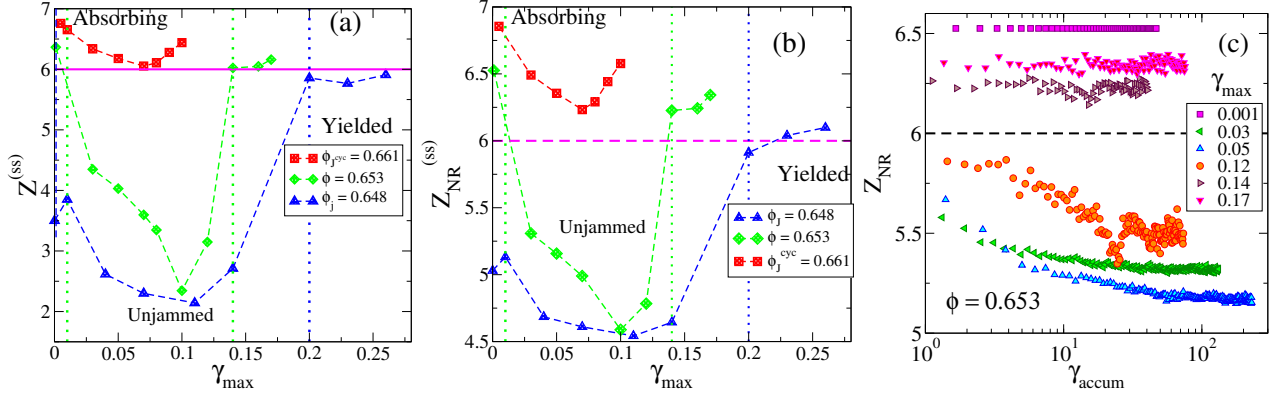 Absorbing
(a)
7
6
5
4
3
2
Z^(ss)
Yielded
ϕ_J^cyc = 0.661
ϕ = 0.653
ϕ_j = 0.648
Unjammed
0
0.05
0.1
0.15
0.2
0.25
γ_max
Absorbing
(b)
7
6.5
6
5.5
5
4.5
Z_NR^(ss)
Yielded
Unjammed
ϕ_J = 0.648
ϕ = 0.653
ϕ_J^cyc = 0.661
0
0.05
0.1
0.15
0.2
0.25
γ_max
(c)
6.5
6
5.5
5
Z_NR
γ_max
0.001
0.03
0.05
0.12
0.14
0.17
ϕ = 0.653
10^0
10^1
10^2
γ_accum